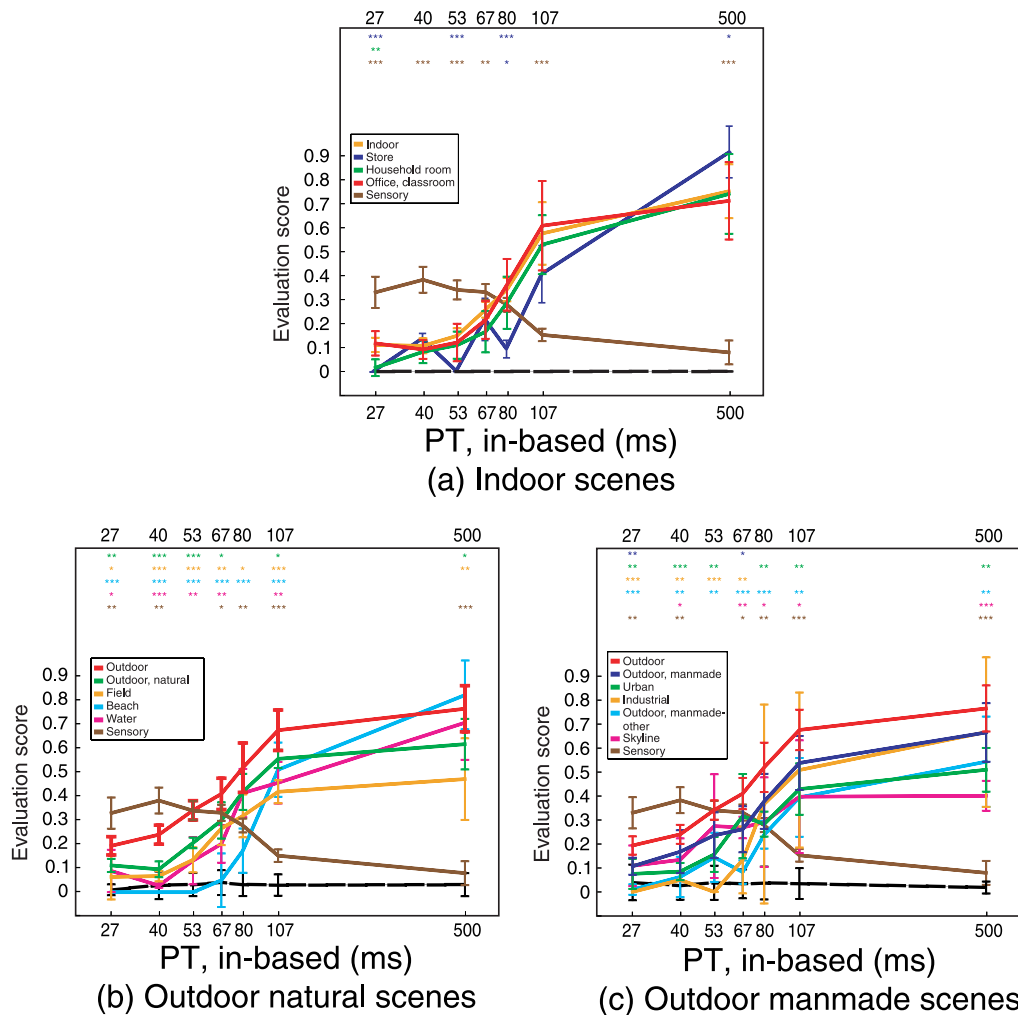 27 40 53 67 80 107 500
*** *** *** *
**
*** *** *** ** * *** ***
Indoor
Store
Household room
Office, classroom
Sensory
Evaluation score
0.9
0.8
0.7
0.6
0.5
0.4
0.3
0.2
0.1
0
27 40 53 67 80 107 500
PT, in-based (ms)
(a) Indoor scenes
27 40 53 67 80 107 500
** *** *** * * *
* *** *** ** * *** **
*** *** *** *** *** ***
* *** ** ** **
** ** * ** *** ***
Outdoor
Outdoor, natural
Field
Beach
Water
Sensory
Evaluation score
0.9
0.8
0.7
0.6
0.5
0.4
0.3
0.2
0.1
0
27 40 53 67 80 107 500
PT, in-based (ms)
(b) Outdoor natural scenes
27 40 53 67 80 107 500
** *
** *** ** ** ** **
*** ** ** **
*** ** ** *** *** ** **
* ** * * ***
** ** * ** *** ***
Outdoor
Outdoor, manmade
Urban
Industrial
Outdoor, manmade-
other
Skyline
Sensory
Evaluation score
0.9
0.8
0.7
0.6
0.5
0.4
0.3
0.2
0.1
0
27 40 53 67 80 107 500
PT, in-based (ms)
(c) Outdoor manmade scenes